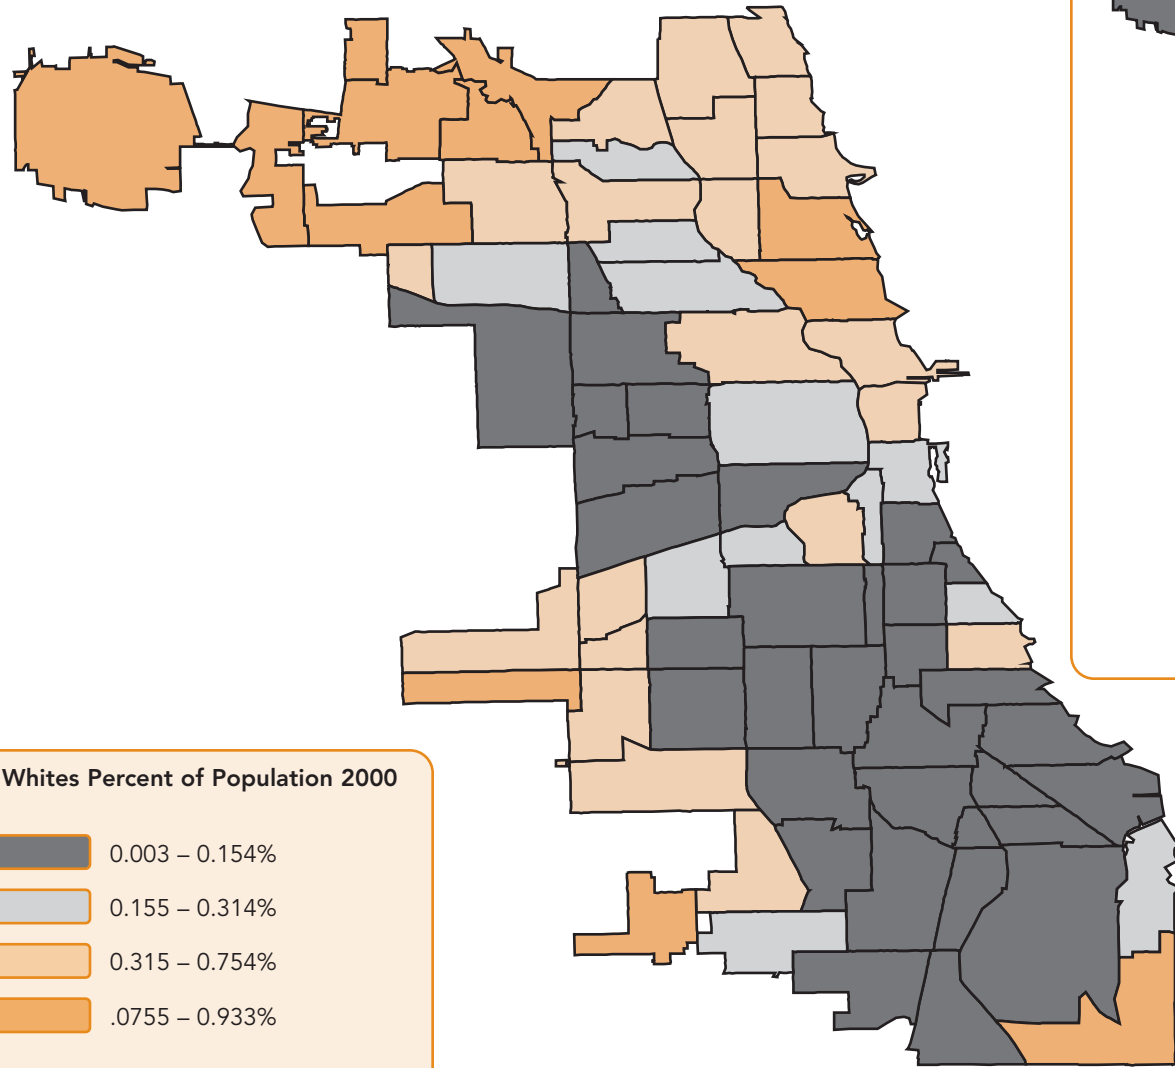 Whites Percent of Population 2000
0.003 – 0.154%
0.155 – 0.314%
0.315 – 0.754%
.0755 – 0.933%